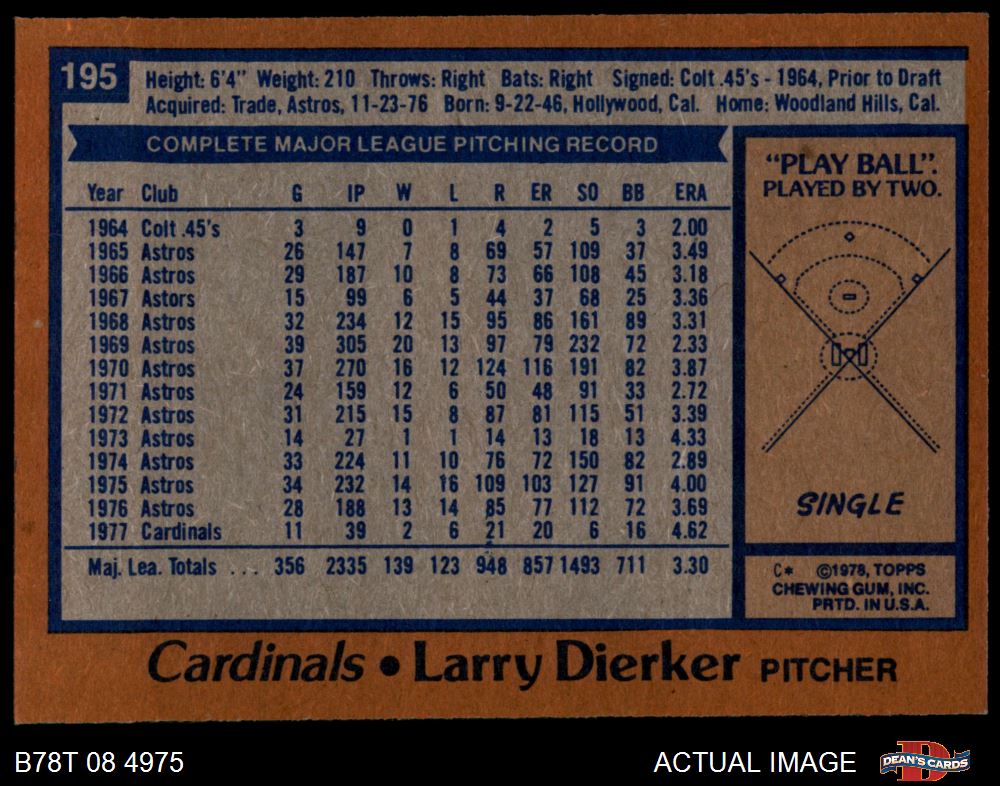 195
Height: 6'4" Weight: 210 Throws: Right Bats: Right Signed: Colt .45's - 1964, Prior to Draft
Acquired: Trade, Astros, 11-23-76 Born: 9-22-46, Hollywood, Cal. Home: Woodland Hills, Cal.
COMPLETE MAJOR LEAGUE PITCHING RECORD
Year Club G IP W L R ER SO BB ERA
1964 Colt .45's 3 9 0 1 4 2 5 3 2.00
1965 Astros 26 147 7 8 69 57 109 37 3.49
1966 Astros 29 187 10 8 73 66 108 45 3.18
1967 Astors 15 99 6 5 44 37 68 25 3.36
1968 Astros 32 234 12 15 95 86 161 89 3.31
1969 Astros 39 305 20 13 97 79 232 72 2.33
1970 Astros 37 270 16 12 124 116 191 82 3.87
1971 Astros 24 159 12 6 50 48 91 33 2.72
1972 Astros 31 215 15 8 87 81 115 51 3.39
1973 Astros 14 27 1 1 14 13 18 13 4.33
1974 Astros 33 224 11 10 76 72 150 82 2.89
1975 Astros 34 232 14 16 109 103 127 91 4.00
1976 Astros 28 188 13 14 85 77 112 72 3.69
1977 Cardinals 11 39 2 6 21 20 6 16 4.62
Maj. Lea. Totals . . . 356 2335 139 123 948 857 1493 711 3.30
"PLAY BALL".
PLAYED BY TWO.
SINGLE
C* ©1978, TOPPS
CHEWING GUM, INC.
PRTD. IN U.S.A.
Cardinals • Larry Dierker PITCHER
B78T 08 4975
ACTUAL IMAGE
D
DEAN'S CARDS